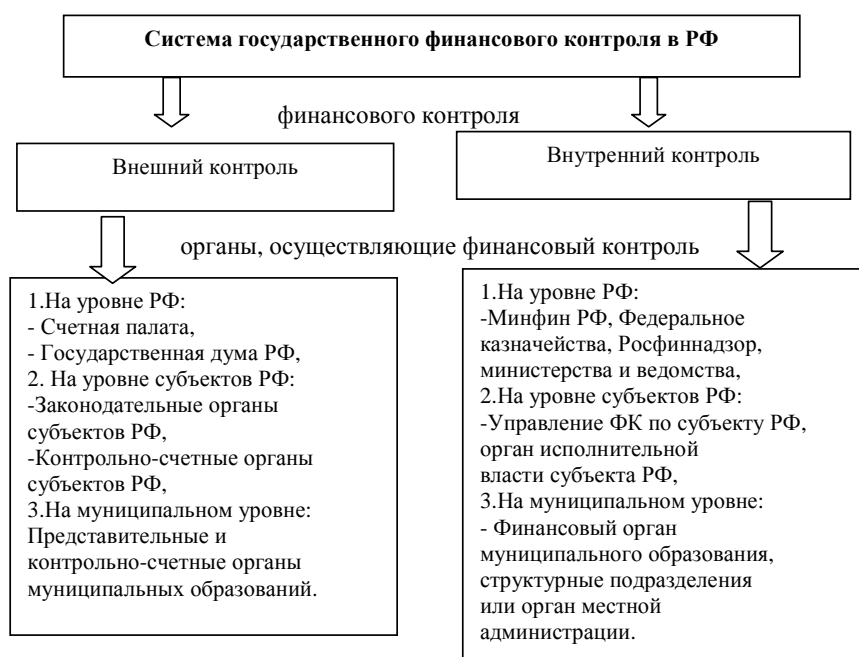 Система государственного финансового контроля в РФ
финансового контроля
Внешний контроль
Внутренний контроль
органы, осуществляющие финансовый контроль
1.На уровне РФ:
- Счетная палата,
- Государственная дума РФ,
2. На уровне субъектов РФ:
-Законодательные органы
субъектов РФ,
-Контрольно-счетные органы
субъектов РФ,
3.На муниципальном уровне:
Представительные и
контрольно-счетные органы
муниципальных образований.
1.На уровне РФ:
-Минфин РФ, Федеральное
казначейства, Росфиннадзор,
министерства и ведомства,
2.На уровне субъектов РФ:
-Управление ФК по субъекту РФ,
орган исполнительной
власти субъекта РФ,
3.На муниципальном уровне:
- Финансовый орган
муниципального образования,
структурные подразделения
или орган местной
администрации.